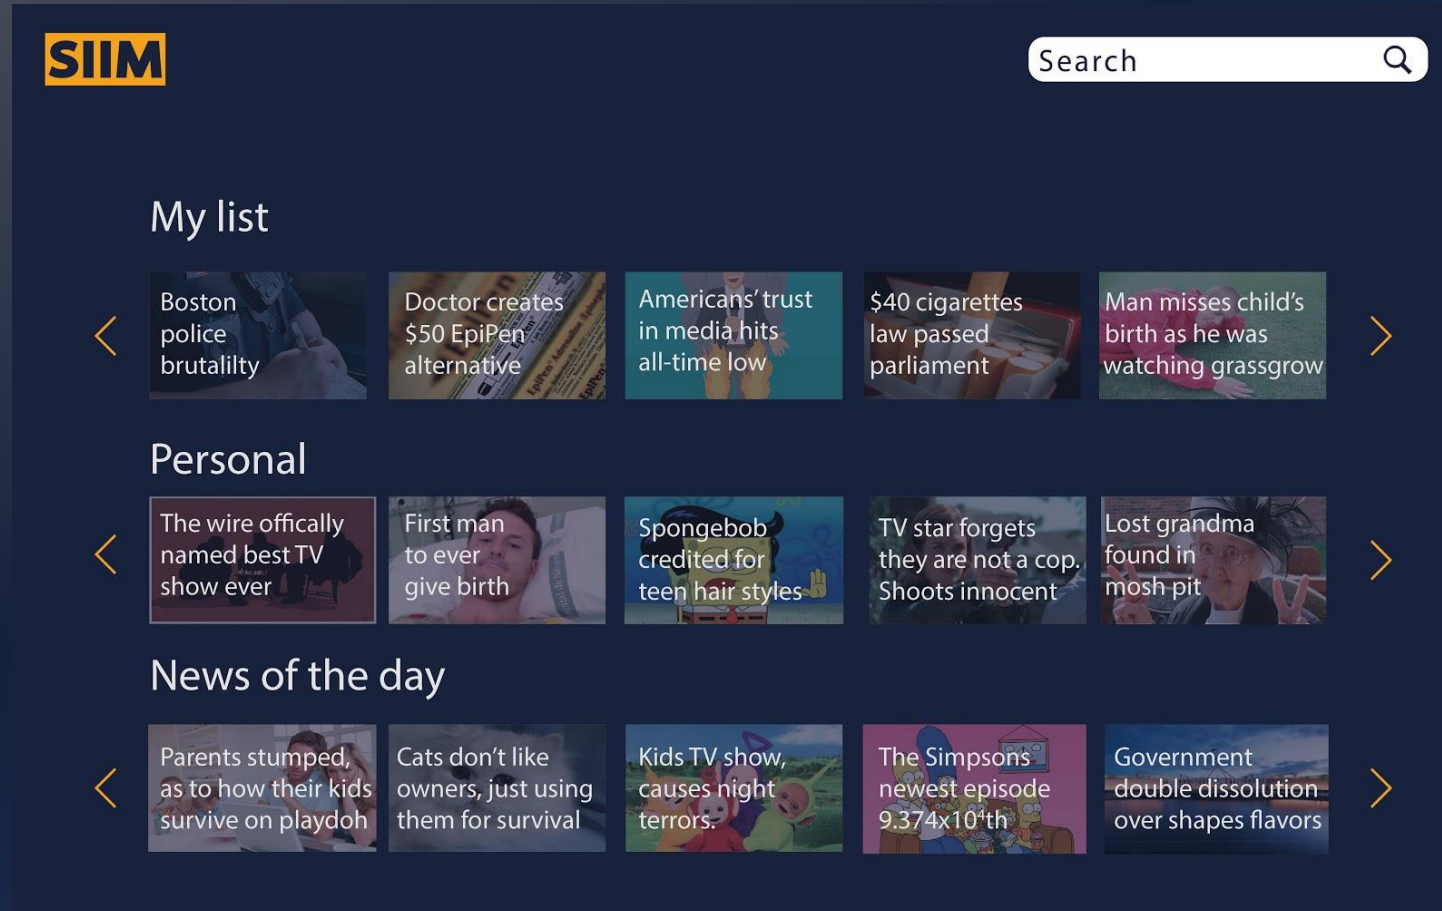 SIIM
Search
My list
Boston
police
brutalilty
Doctor creates
$50 EpiPen
alternative
Americans' trust
in media hits
all-time low
$40 cigarettes
law passed
parliament
Man misses child's
birth as he was
watching grassgrow
Personal
The wire offically
named best TV
show ever
First man
to ever
give birth
Spongebob
credited for
teen hair styles
TV star forgets
they are not a cop.
Shoots innocent
Lost grandma
found in
mosh pit
News of the day
Parents stumped,
as to how their kids
survive on playdoh
Cats don't like
owners, just using
them for survival
Kids TV show,
causes night
terrors.
The Simpsons
newest episode
9.374x10⁴th
Government
double dissolution
over shapes flavors